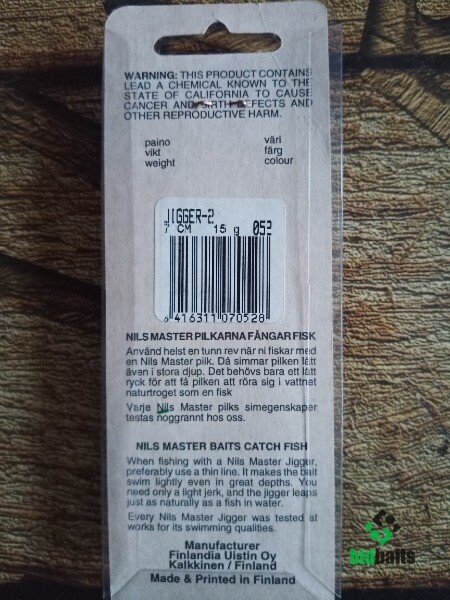 WARNING: THIS PRODUCT CONTAINS
LEAD A CHEMICAL KNOWN TO THE
STATE OF CALIFORNIA TO CAUSE
CANCER AND BIRTH DEFECTS AND
OTHER REPRODUCTIVE HARM.
paino väri
vikt färg
weight colour
JIGGER-2
7 CM 15 g 052
6 416311 070528
NILS MASTER PILKARNA FÅNGAR FISK
Använd helst en tunn rev när ni fiskar med
en Nils Master pilk. Då simmar pilken lätt
även i stora djup. Det behövs bara ett lätt
ryck för att få pilken att röra sig i vattnet
naturtroget som en fisk
Varje Nils Master pilks simegenskaper
testas noggrannt hos oss.
NILS MASTER BAITS CATCH FISH
When fishing with a Nils Master Jigger,
preferably use a thin line. It makes the bait
swim lightly even in great depths. You
need only a light jerk, and the jigger leaps
just as naturally as a fish in water.
Every Nils Master Jigger was tested at
works for its swimming qualities.
Manufacturer
Finlandia Uistin Oy
Kalkkinen / Finland
Made & Printed in Finland
baits